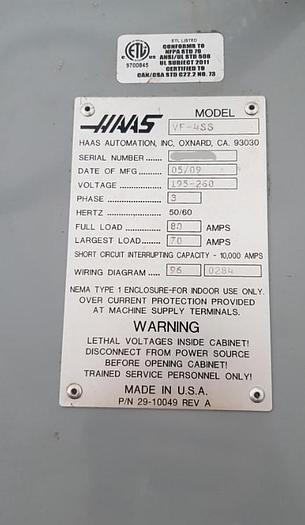 ETL LISTED
CONFORMS TO
NFPA STD 79
ANSI/UL STD 508
UL SUBJECT 2011
CERTIFIED TO
CAN/CSA STD C22.2 NO. 73
9700845
HAAS
MODEL VF-4SS
HAAS AUTOMATION, INC, OXNARD, CA. 93030
SERIAL NUMBER
DATE OF MFG 05/09
VOLTAGE 195-260
PHASE 3
HERTZ 50/60
FULL LOAD 80 AMPS
LARGEST LOAD 70 AMPS
SHORT CIRCUIT INTERRUPTING CAPACITY - 10,000 AMPS
WIRING DIAGRAM 96 0284
NEMA TYPE 1 ENCLOSURE-FOR INDOOR USE ONLY.
OVER CURRENT PROTECTION PROVIDED
AT MACHINE SUPPLY TERMINALS.
WARNING
LETHAL VOLTAGES INSIDE CABINET!
DISCONNECT FROM POWER SOURCE
BEFORE OPENING CABINET!
TRAINED SERVICE PERSONNEL ONLY!
MADE IN U.S.A.
P/N 29-10049 REV A